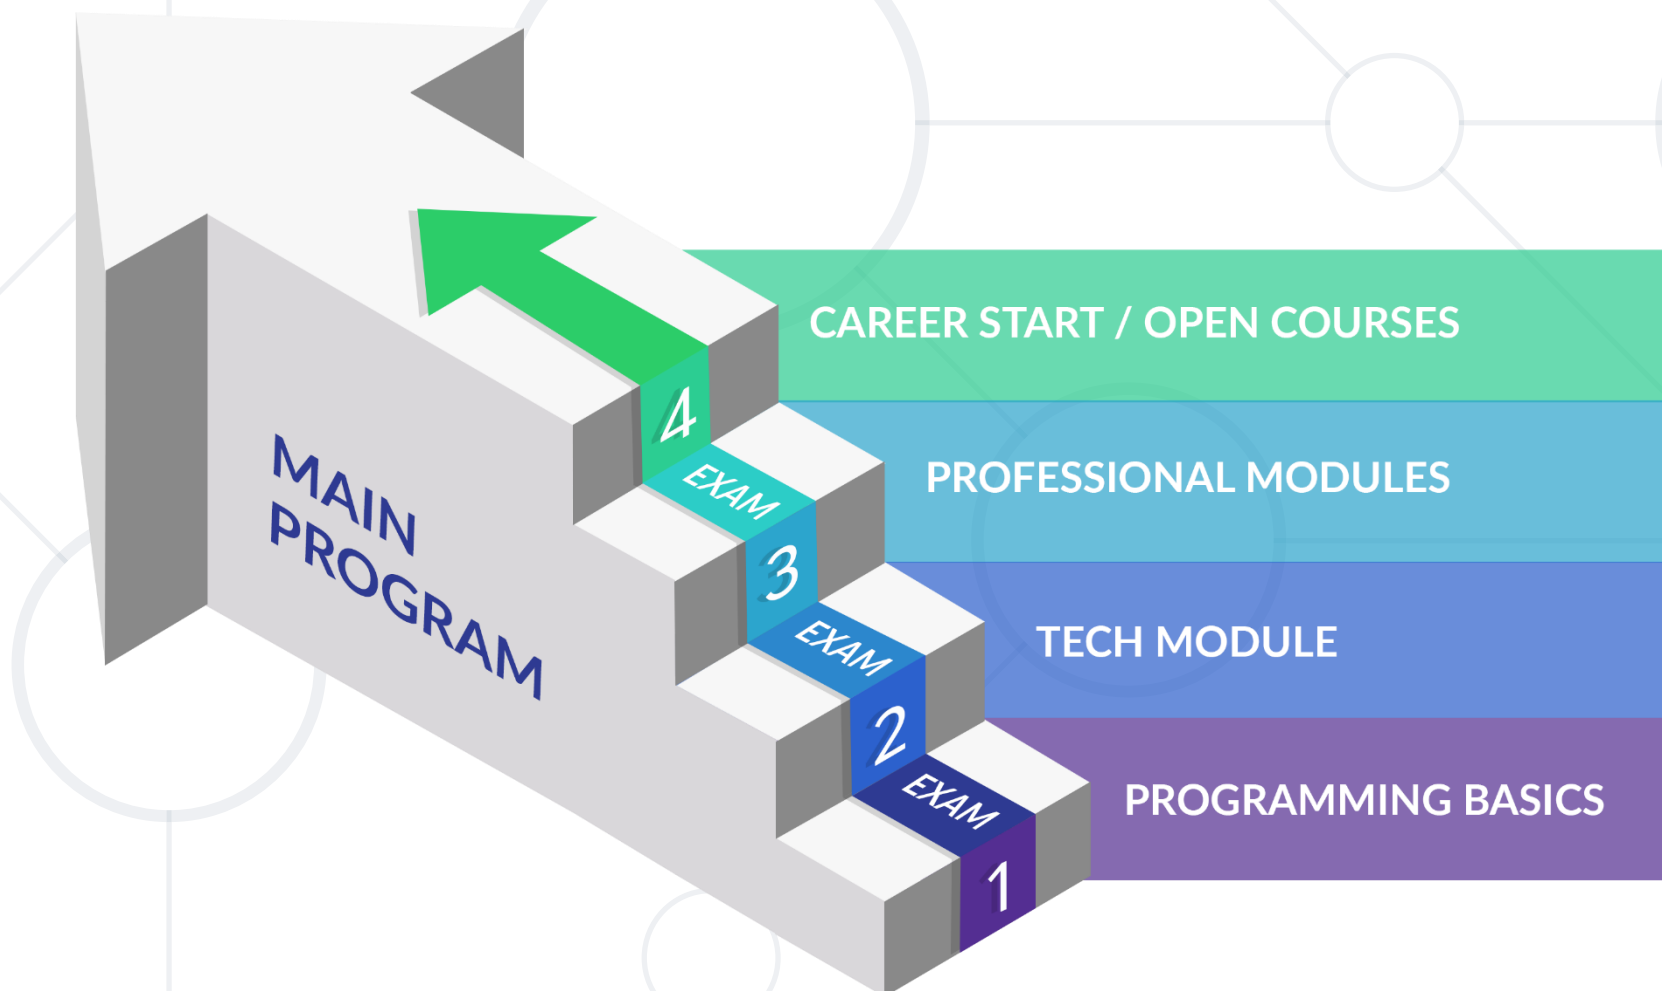 CAREER START / OPEN COURSES
4
EXAM
PROFESSIONAL MODULES
3
EXAM
TECH MODULE
2
EXAM
PROGRAMMING BASICS
1
MAIN
PROGRAM